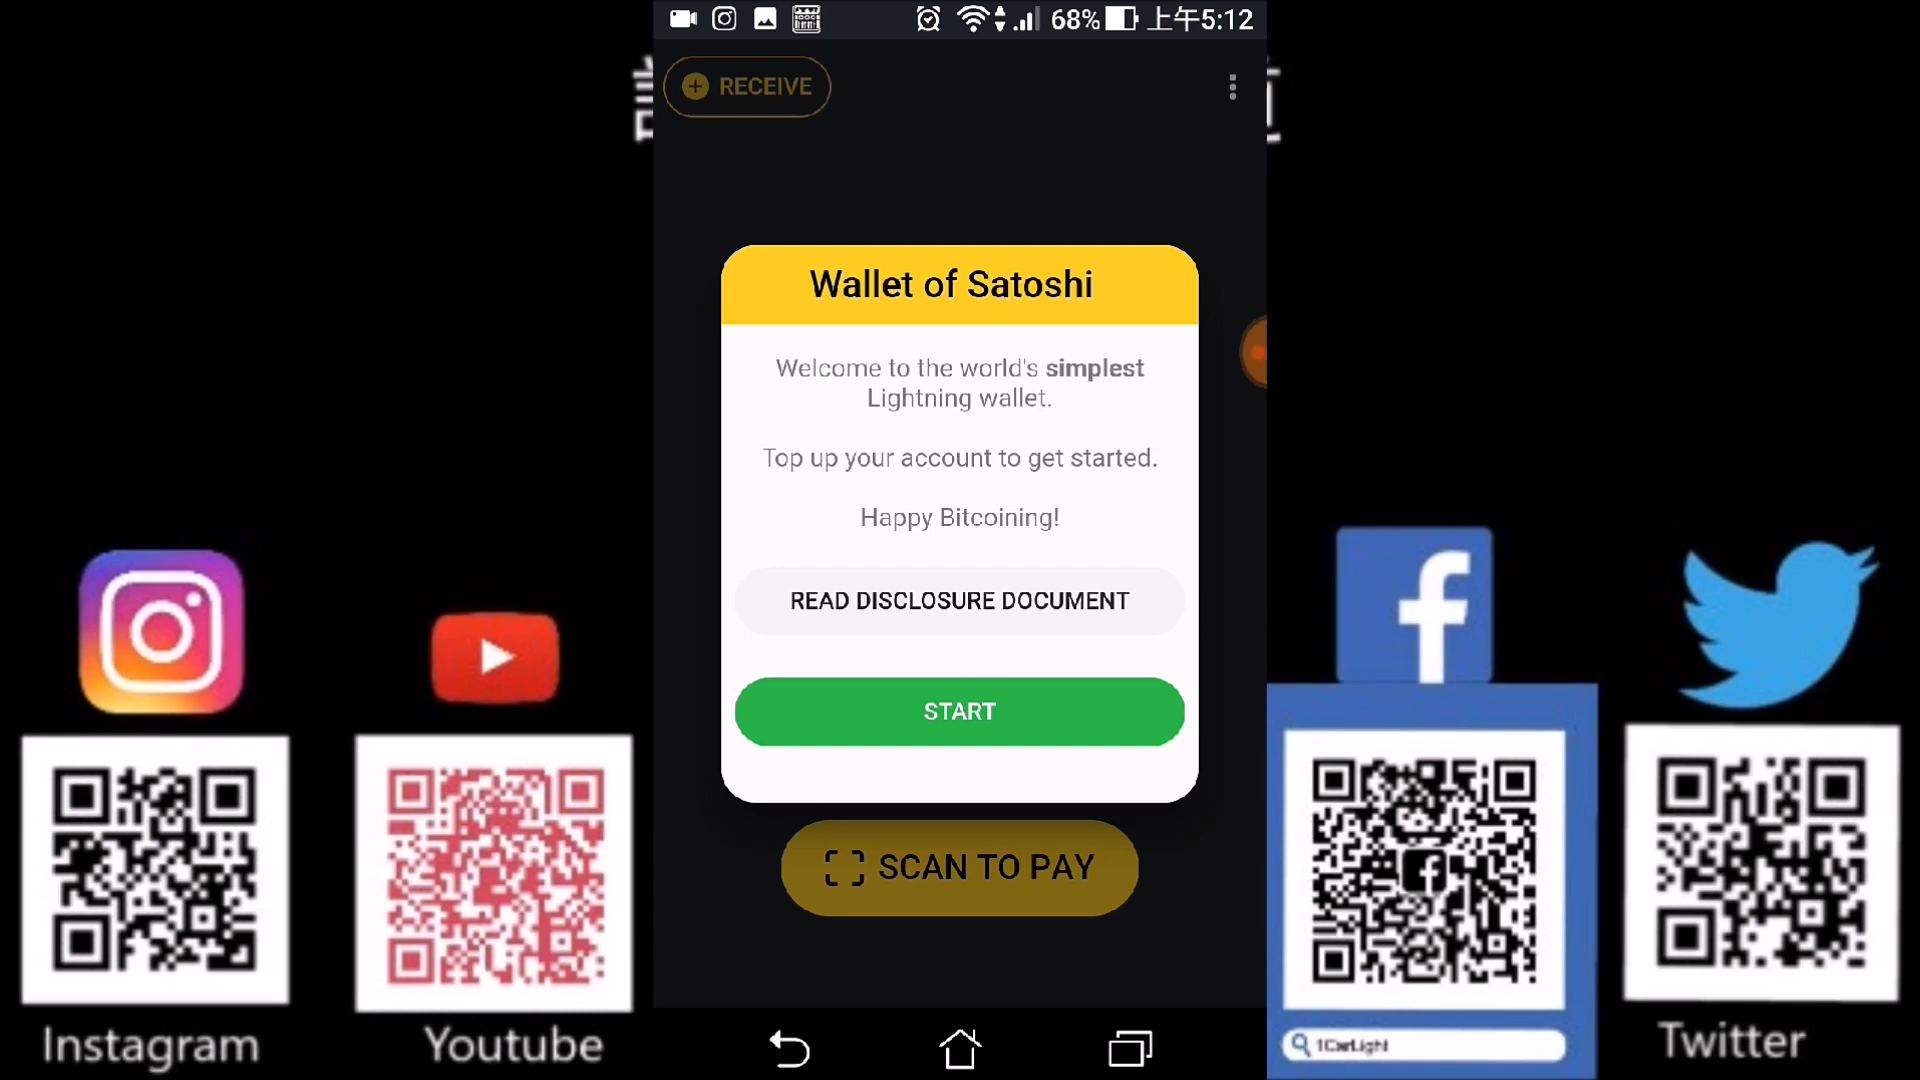 68% 上午5:12
RECEIVE
Wallet of Satoshi
Welcome to the world's simplest
Lightning wallet.
Top up your account to get started.
Happy Bitcoining!
READ DISCLOSURE DOCUMENT
START
SCAN TO PAY
Instagram
Youtube
1CarLight
Twitter